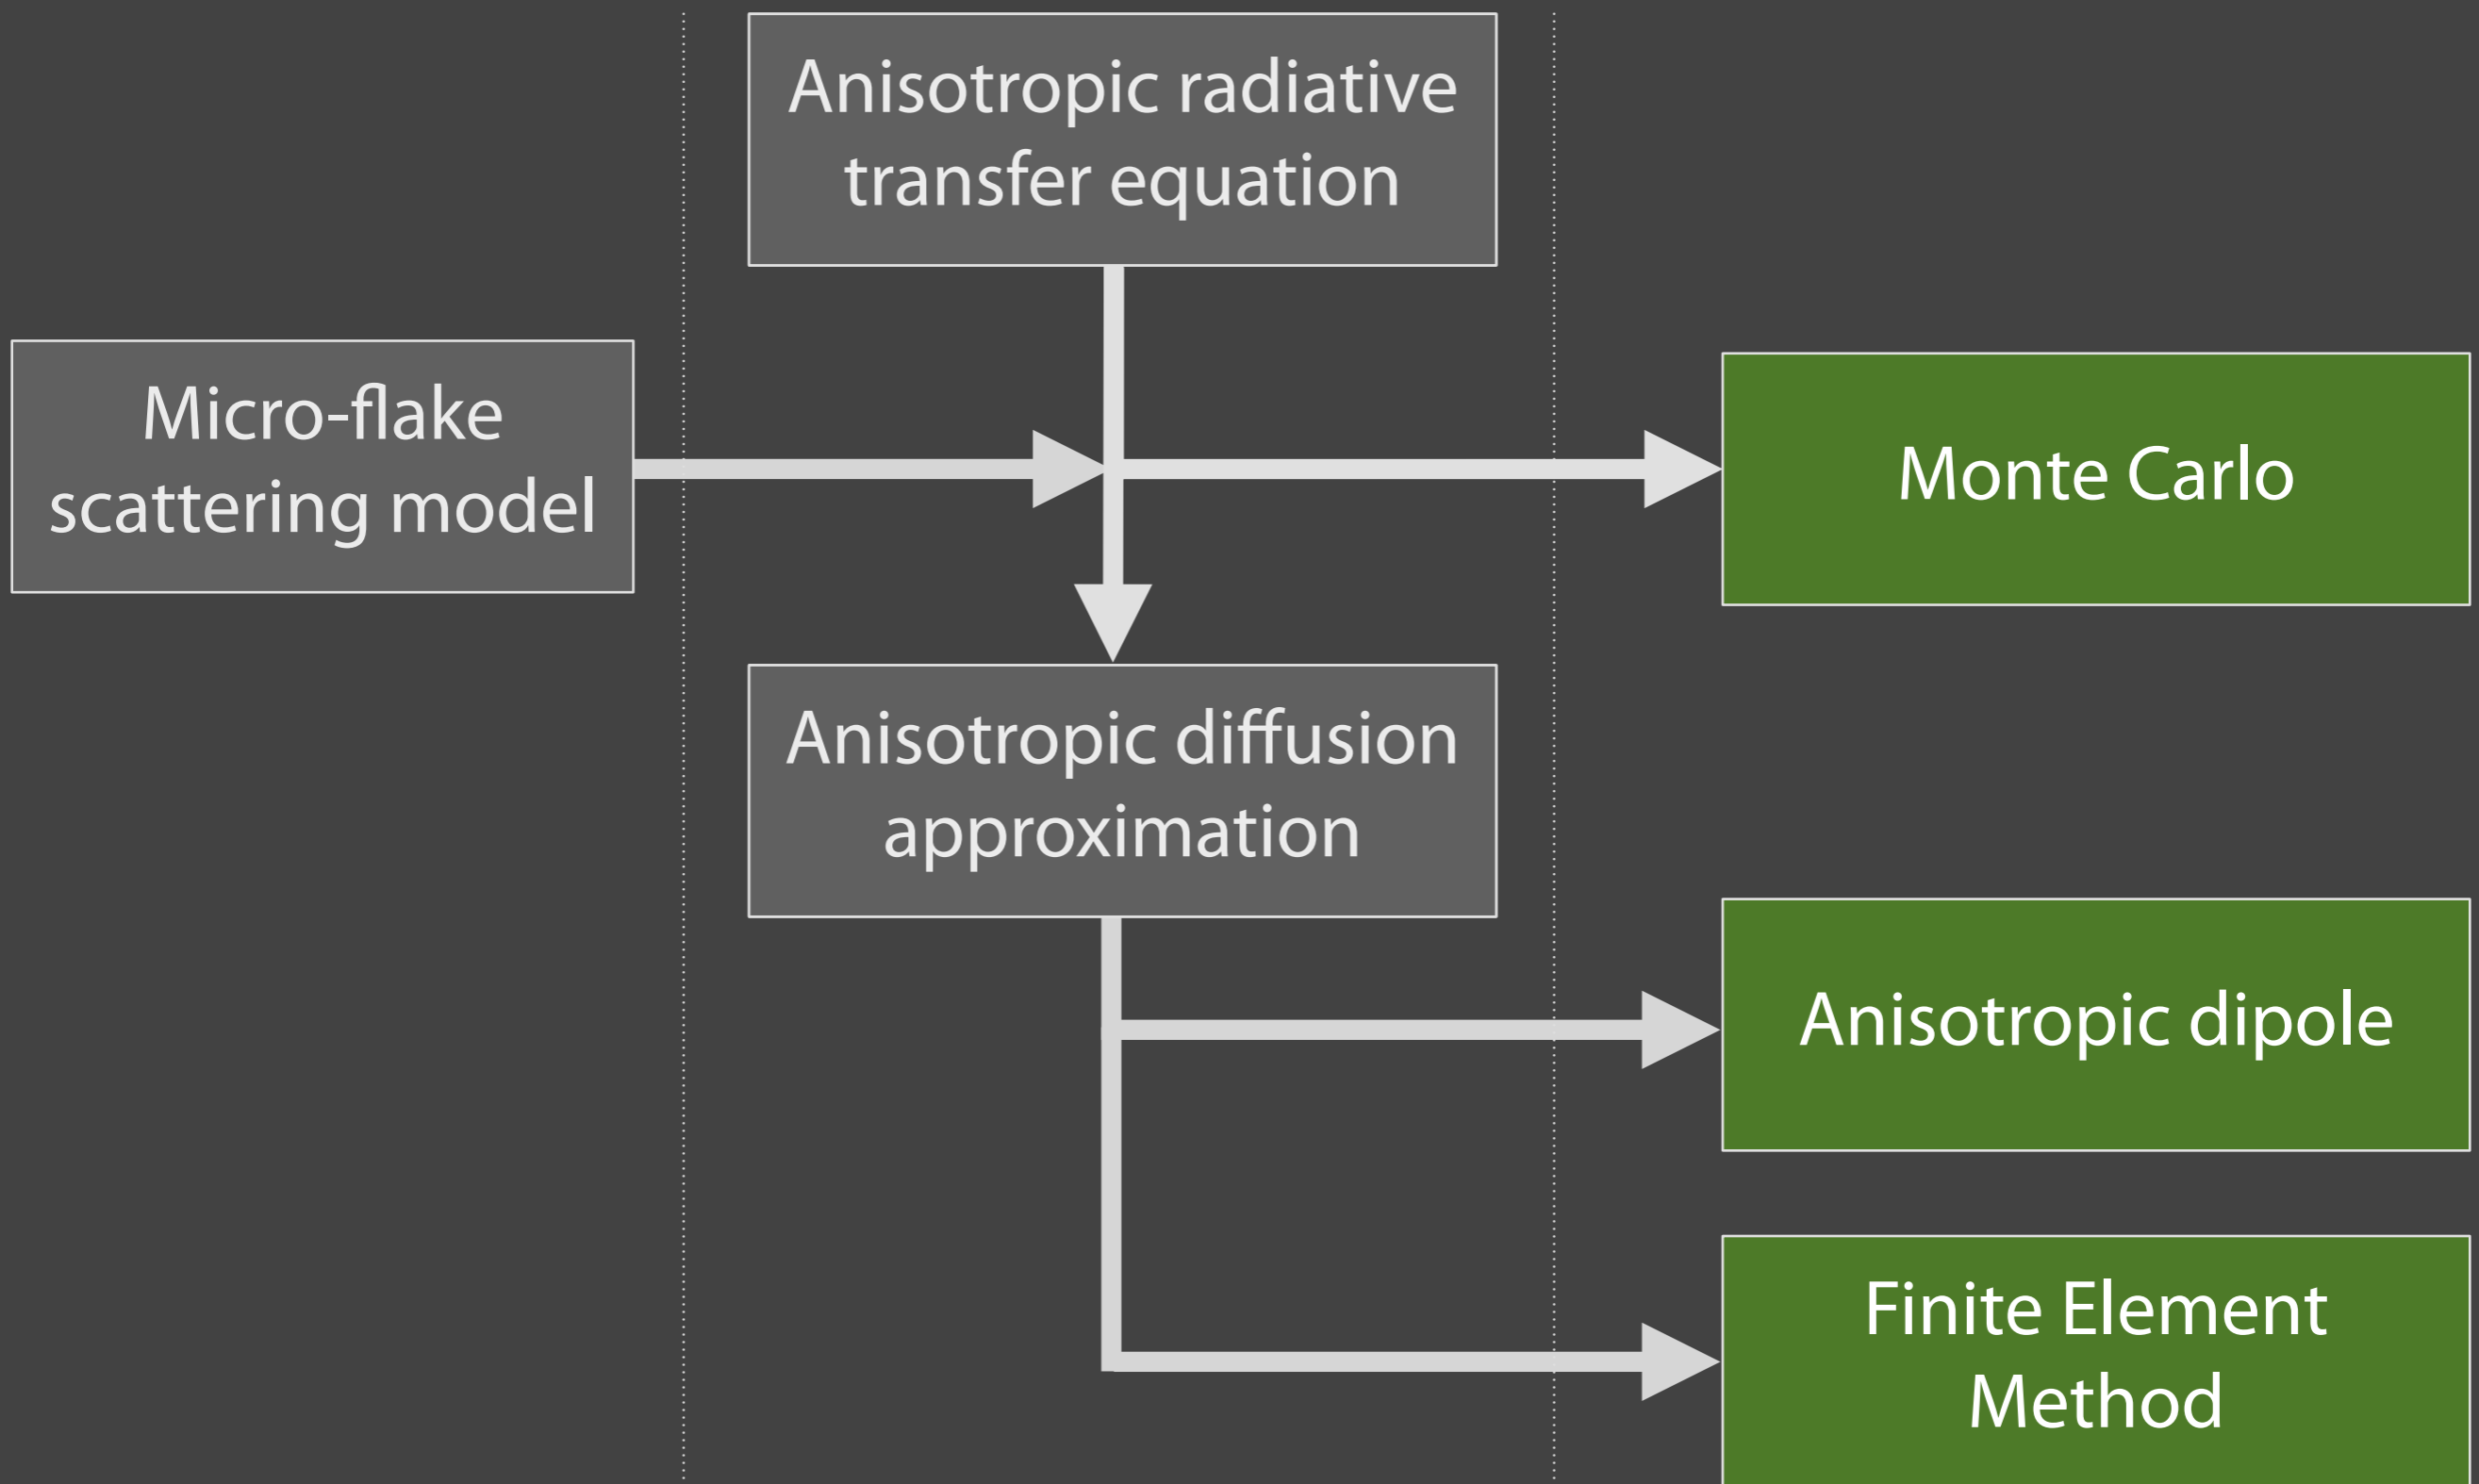 Anisotropic radiative
transfer equation
Micro-flake
scattering model
Monte Carlo
Anisotropic diffusion
approximation
Anisotropic dipole
Finite Element
Method